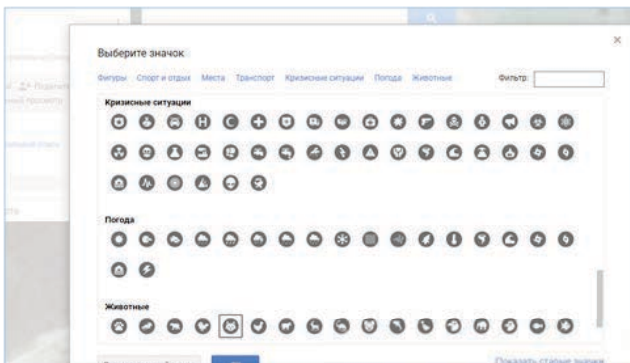 Выберите значок
Фигуры Спорт и отдых Места Транспорт Кризисные ситуации Погода Животные Фильтр:
Кризисные ситуации
Погода
Животные
Показать старые значки